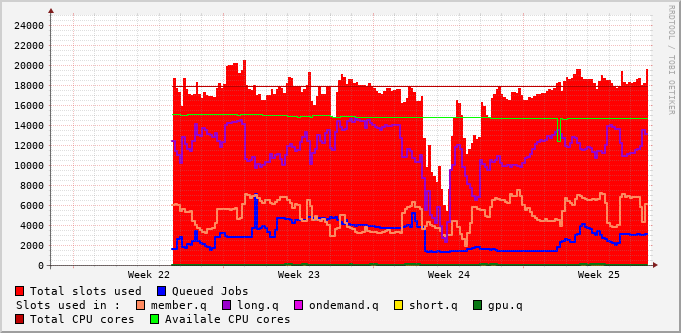 24000
22000
20000
18000
16000
14000
12000
10000
8000
6000
4000
2000
0
Week 22 Week 23 Week 24 Week 25
Total slots used Queued Jobs
Slots used in : member.q long.q ondemand.q short.q gpu.q
Total CPU cores Availale CPU cores
RRDTOOL / TOBI OETIKER